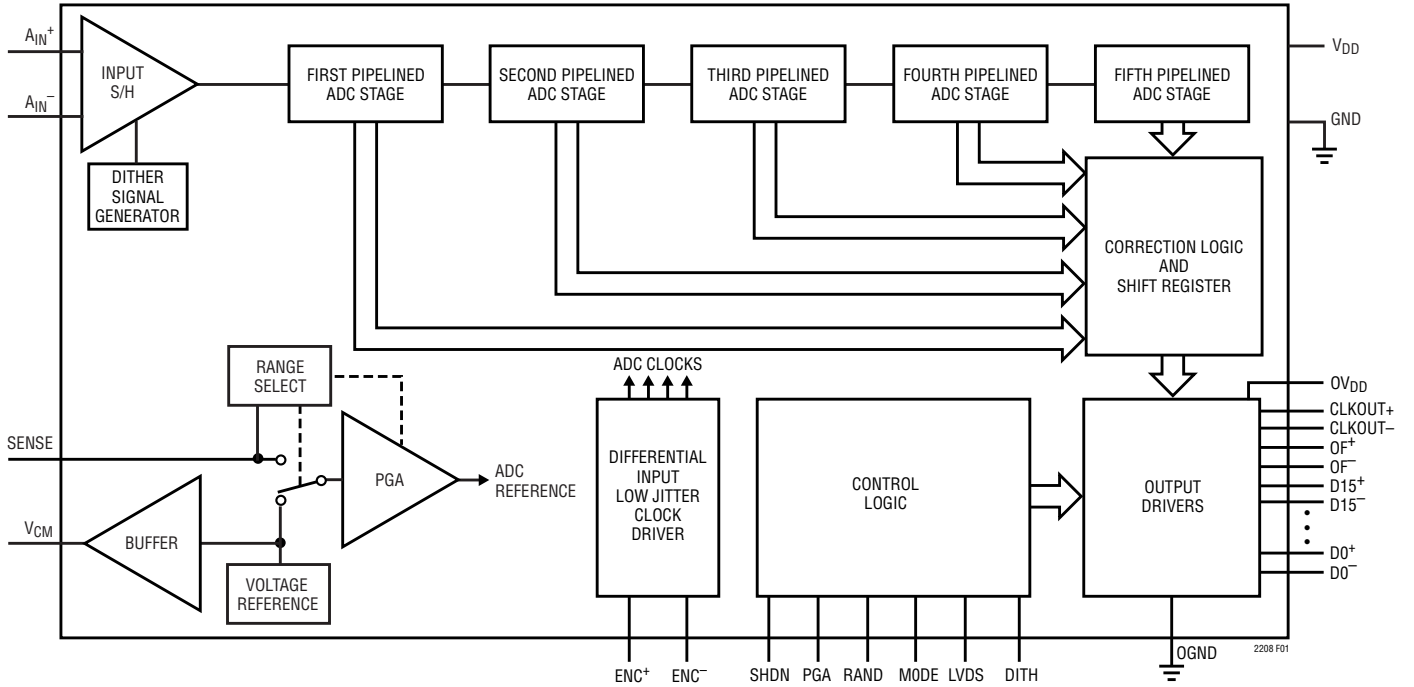 AIN+
AIN−
INPUT
S/H
DITHER
SIGNAL
GENERATOR
FIRST PIPELINED
ADC STAGE
SECOND PIPELINED
ADC STAGE
THIRD PIPELINED
ADC STAGE
FOURTH PIPELINED
ADC STAGE
FIFTH PIPELINED
ADC STAGE
VDD
GND
CORRECTION LOGIC
AND
SHIFT REGISTER
RANGE
SELECT
SENSE
PGA
ADC
REFERENCE
VCM
BUFFER
VOLTAGE
REFERENCE
ADC CLOCKS
DIFFERENTIAL
INPUT
LOW JITTER
CLOCK
DRIVER
CONTROL
LOGIC
OUTPUT
DRIVERS
OVDD
CLKOUT+
CLKOUT−
OF+
OF−
D15+
D15−
D0+
D0−
ENC+
ENC−
SHDN
PGA
RAND
MODE
LVDS
DITH
OGND
2208 F01